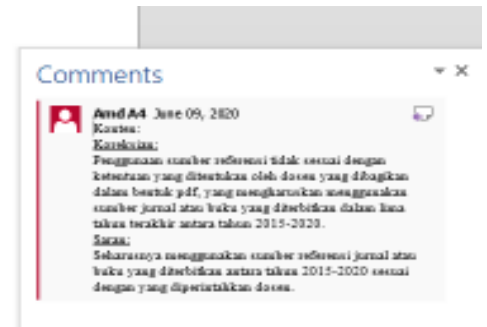 Comments
Amd A4 June 09, 2020
Konten:
Koreksian:
Penggunaan sumber referensi tidak sesuai dengan
ketentuan yang ditentukan oleh dosen yang dibagikan
dalam bentuk pdf, yang mengharuskan menggunakan
sumber jurnal atau buku yang diterbitkan dalam lima
tahun terakhir antara tahun 2015-2020.
Saran:
Seharusnya menggunakan sumber referensi jurnal atau
buku yang diterbitkan antara tahun 2015-2020 sesuai
dengan yang diperintahkan dosen.